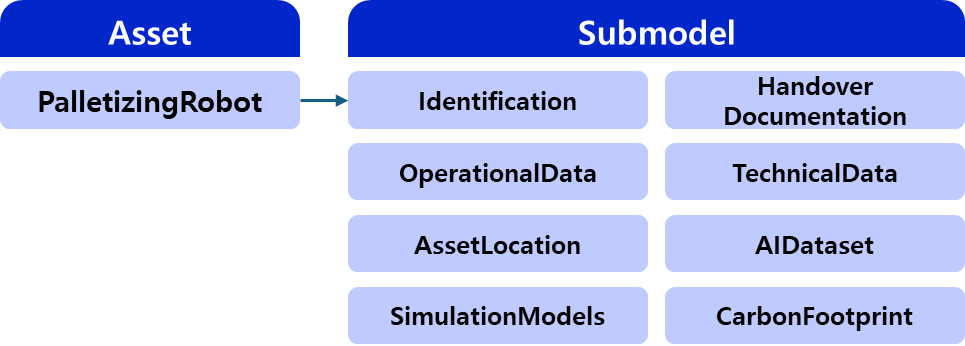 Asset
Submodel
PalletizingRobot
Identification
Handover
Documentation
OperationalData
TechnicalData
AssetLocation
AIDataset
SimulationModels
CarbonFootprint